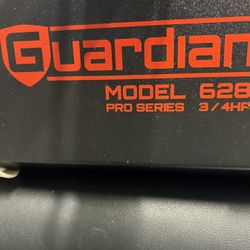 Guardian
MODEL 628
PRO SERIES 3/4HP